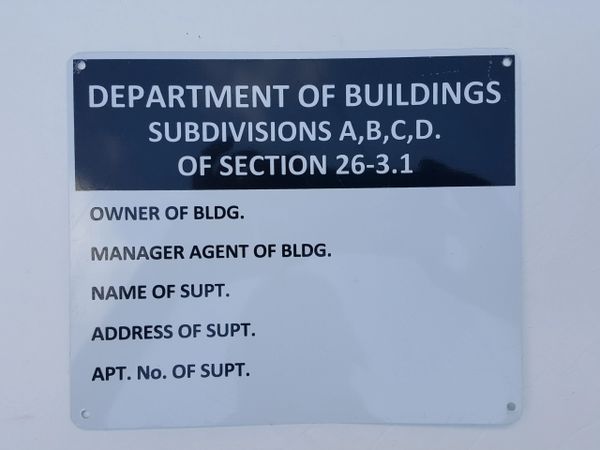 DEPARTMENT OF BUILDINGS
SUBDIVISIONS A,B,C,D.
OF SECTION 26-3.1
OWNER OF BLDG.
MANAGER AGENT OF BLDG.
NAME OF SUPT.
ADDRESS OF SUPT.
APT. No. OF SUPT.